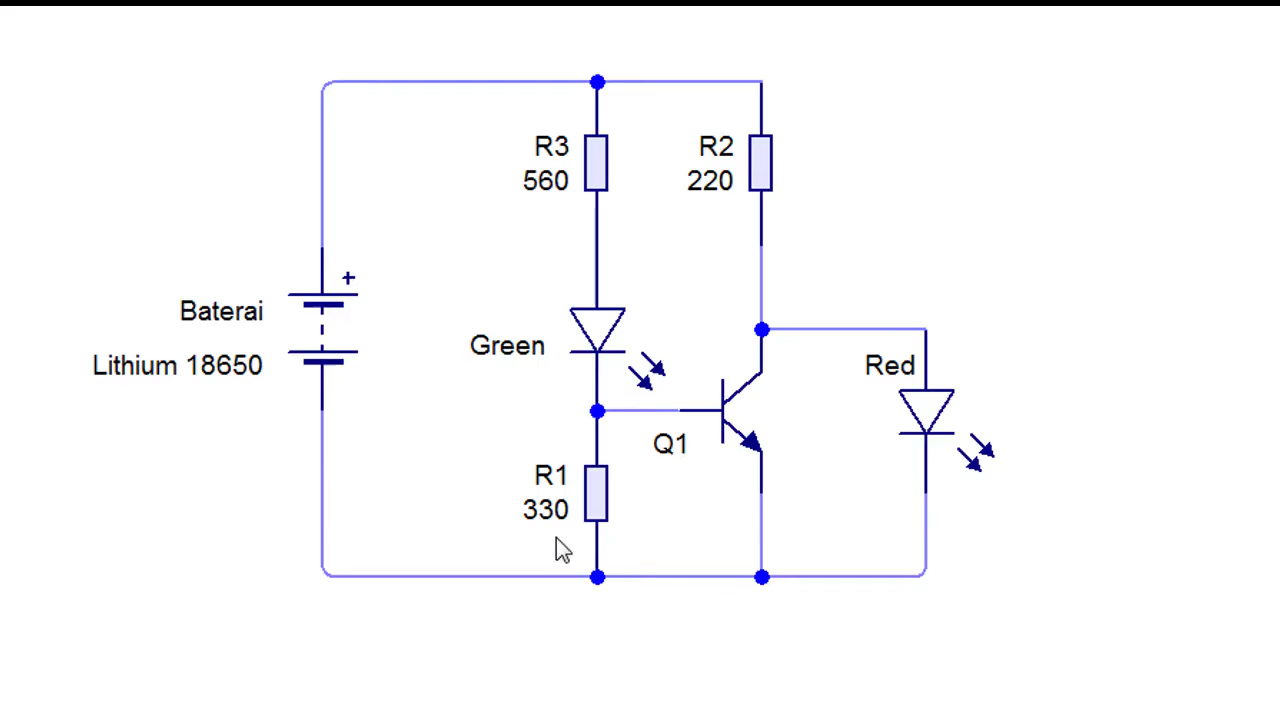 R3
560
R2
220
+
Baterai
Lithium 18650
Green
Red
Q1
R1
330